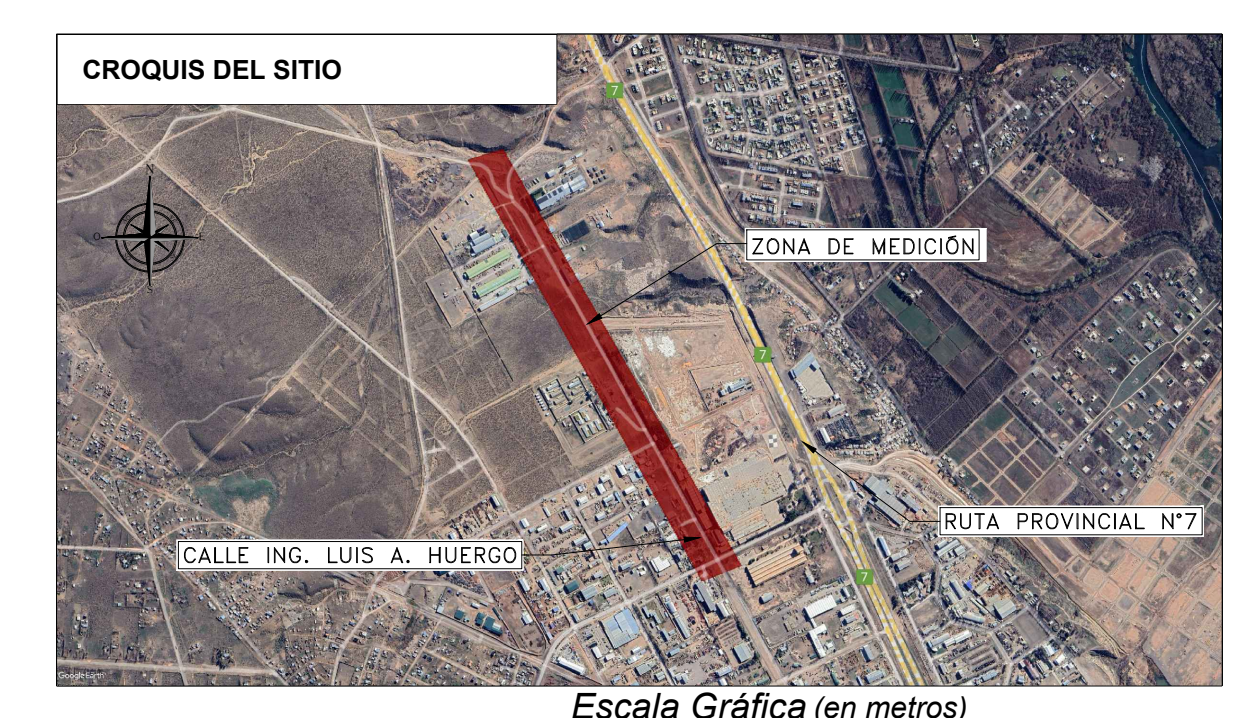 CROQUIS DEL SITIO
7
N
ZONA DE MEDICIÓN
O
E
S
7
RUTA PROVINCIAL N°7
CALLE ING. LUIS A. HUERGO
7
Google Earth
Escala Gráfica (en metros)